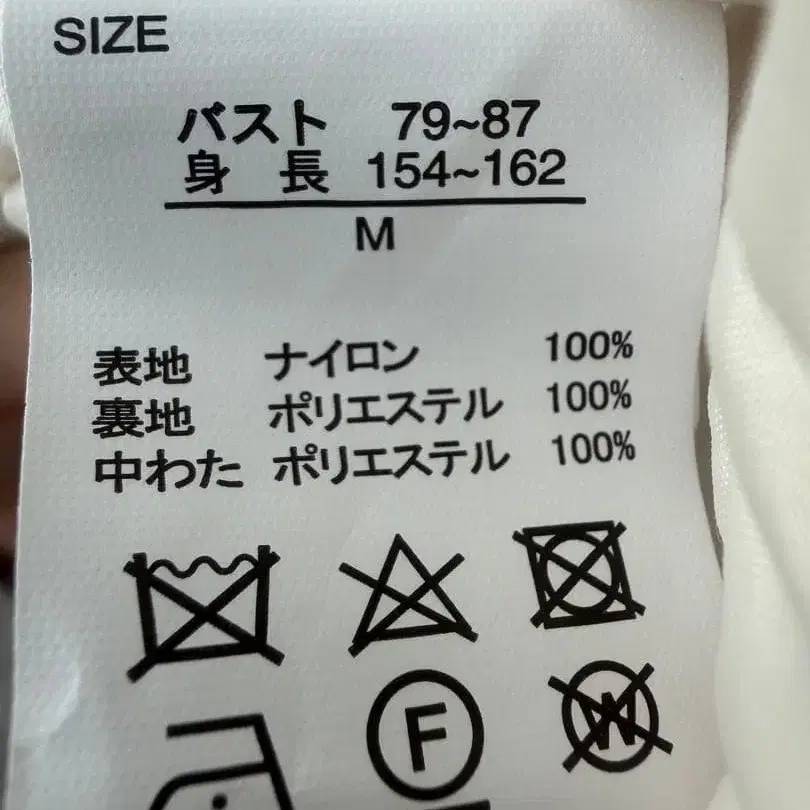 SIZE
バスト 79~87
身 長 154~162
M
表地 ナイロン 100%
裏地 ポリエステル 100%
中わた ポリエステル 100%
F W